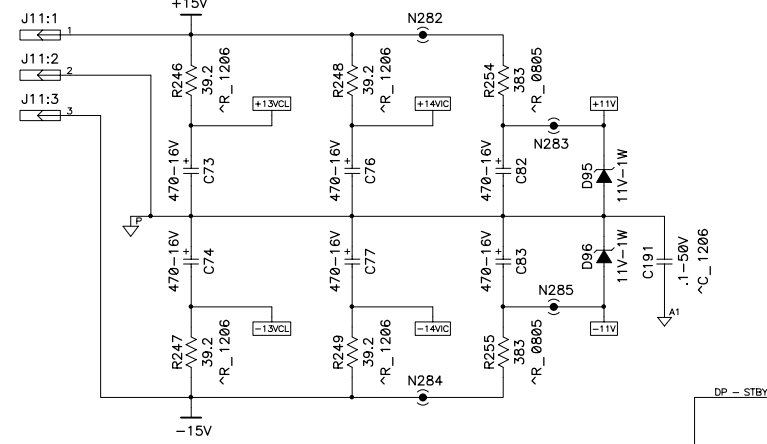 +15V
J11:1
1
N282
J11:2
2
J11:3
3
R246
39.2
^R_1206
R248
39.2
^R_1206
R254
383
^R_0805
+13VCL
+14VIC
+11V
N283
470-16V
+
C73
470-16V
+
C76
470-16V
+
C82
D95
11V-1W
P
470-16V
+
C74
470-16V
+
C77
470-16V
+
C83
D96
11V-1W
C191
.1-50V
^C_1206
A1
N285
-13VCL
-14VIC
-11V
R247
39.2
^R_1206
R249
39.2
^R_1206
R255
383
^R_0805
N284
-15V
DP - STBY